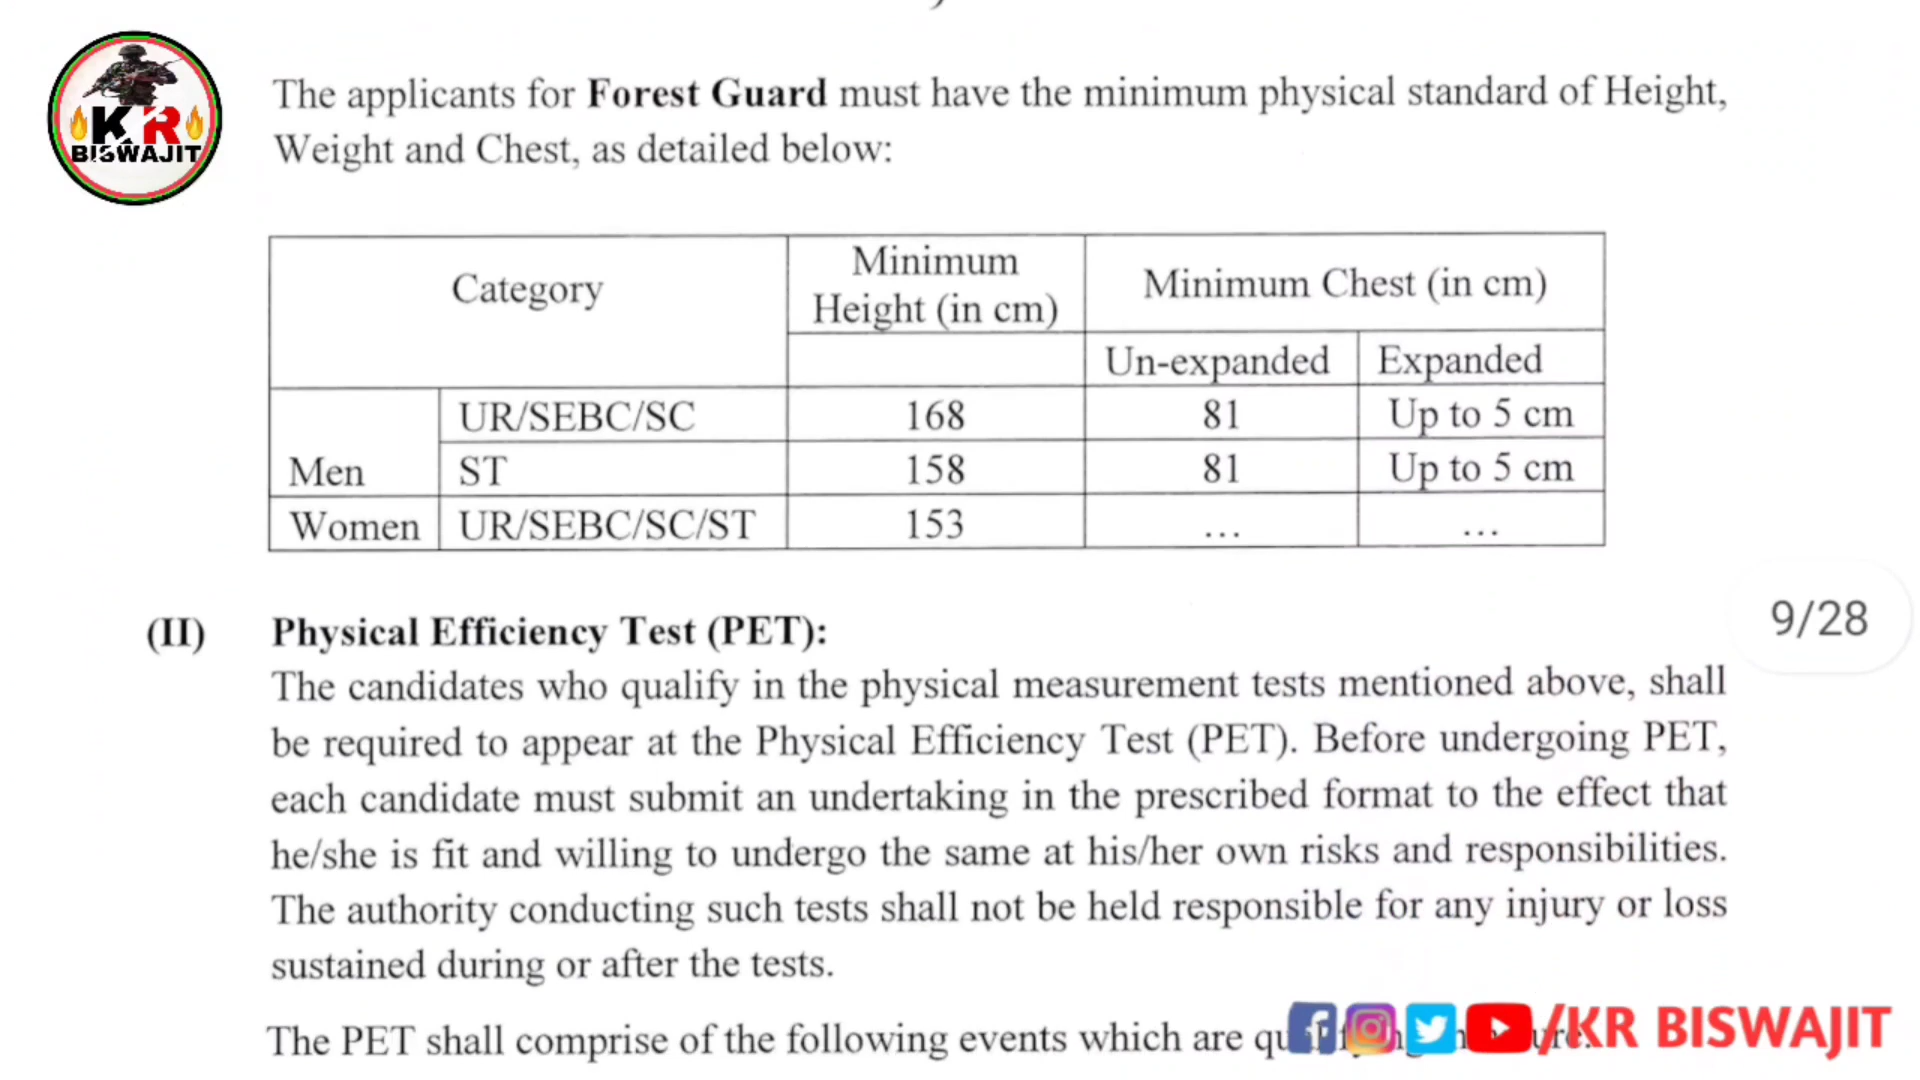 KR
BISWAJIT
The applicants for Forest Guard must have the minimum physical standard of Height,
Weight and Chest, as detailed below:
Category
Minimum
Height (in cm)
Minimum Chest (in cm)
Un-expanded Expanded
Men UR/SEBC/SC 168 81 Up to 5 cm
ST 158 81 Up to 5 cm
Women UR/SEBC/SC/ST 153 ... ...
(II) Physical Efficiency Test (PET):
9/28
The candidates who qualify in the physical measurement tests mentioned above, shall
be required to appear at the Physical Efficiency Test (PET). Before undergoing PET,
each candidate must submit an undertaking in the prescribed format to the effect that
he/she is fit and willing to undergo the same at his/her own risks and responsibilities.
The authority conducting such tests shall not be held responsible for any injury or loss
sustained during or after the tests.
The PET shall comprise of the following events which are
/KR BISWAJIT